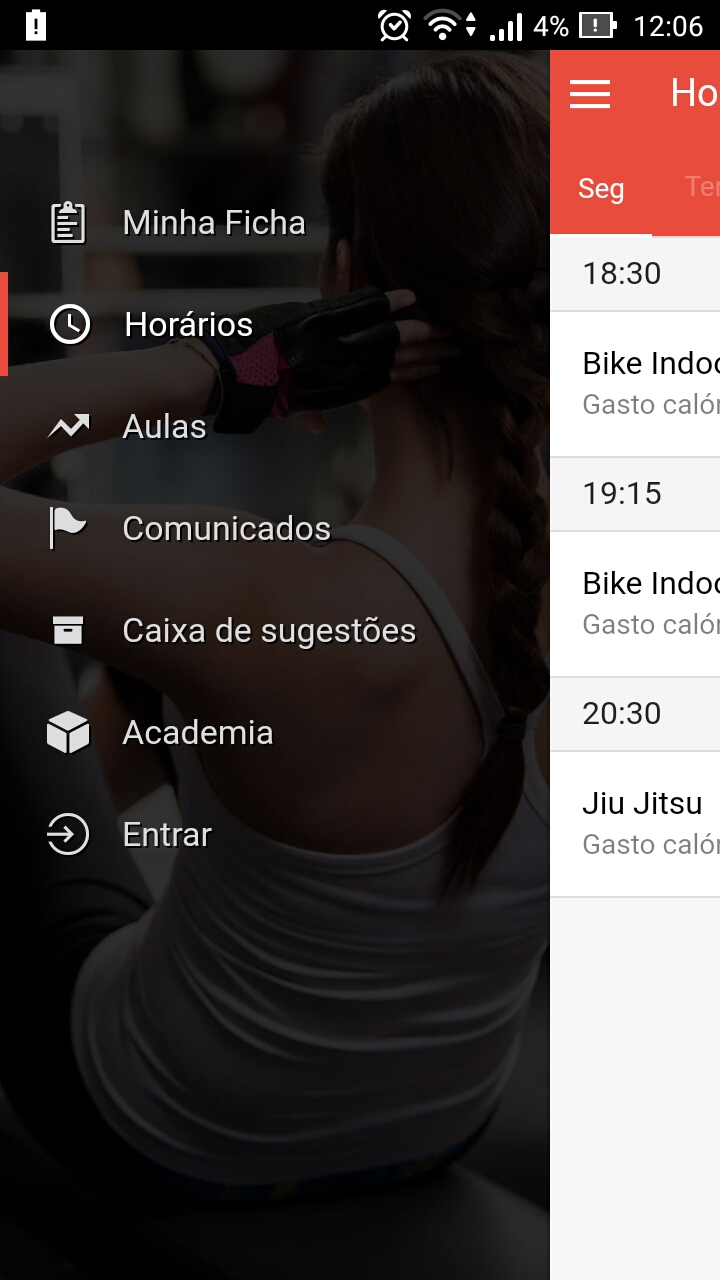 4% 12:06
Minha Ficha
Horários
Aulas
Comunicados
Caixa de sugestões
Academia
Entrar
Ho
Seg Ter
18:30
Bike Indoo
Gasto calór
19:15
Bike Indoo
Gasto calór
20:30
Jiu Jitsu
Gasto calór